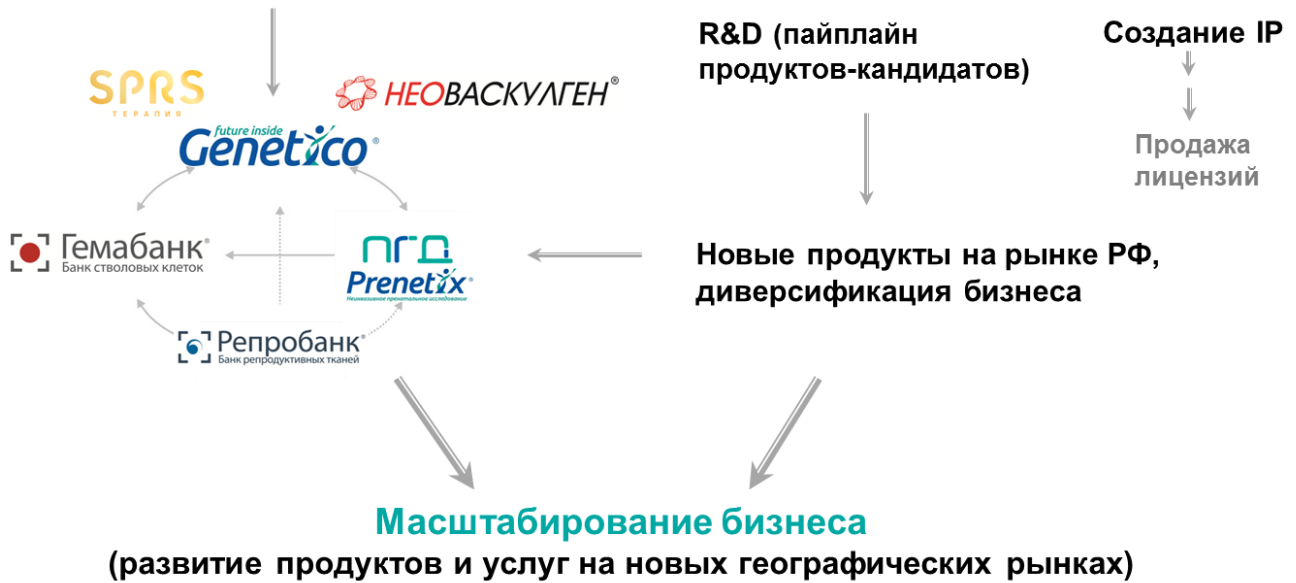 R&D (пайплайн
продуктов-кандидатов)
Создание IP
Продажа
лицензий
SPRS
ТЕРАПИЯ
НЕОВАСКУЛГЕН®
future inside
Genetico®
Гемабанк®
Банк стволовых клеток
ПГД
Prenetix®
Неинвазивное пренатальное исследование
Репробанк®
Банк репродуктивных тканей
Новые продукты на рынке РФ,
диверсификация бизнеса
Масштабирование бизнеса
(развитие продуктов и услуг на новых географических рынках)